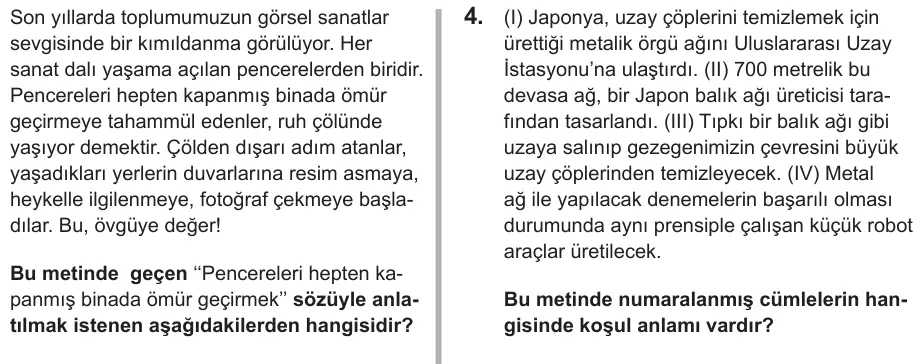 Son yıllarda toplumumuzun görsel sanatlar
sevgisinde bir kımıldanma görülüyor. Her
sanat dalı yaşama açılan pencerelerden biridir.
Pencereleri hepten kapanmış binada ömür
geçirmeye tahammül edenler, ruh çölünde
yaşıyor demektir. Çölden dışarı adım atanlar,
yaşadıkları yerlerin duvarlarına resim asmaya,
heykelle ilgilenmeye, fotoğraf çekmeye başla-
dılar. Bu, övgüye değer!
Bu metinde geçen “Pencereleri hepten ka-
panmış binada ömür geçirmek” sözüyle anla-
tılmak istenen aşağıdakilerden hangisidir?
4. (I) Japonya, uzay çöplerini temizlemek için
ürettiği metalik örgü ağını Uluslararası Uzay
İstasyonu’na ulaştırdı. (II) 700 metrelik bu
devasa ağ, bir Japon balık ağı üreticisi tara-
fından tasarlandı. (III) Tıpkı bir balık ağı gibi
uzaya salınıp gezegenimizin çevresini büyük
uzay çöplerinden temizleyecek. (IV) Metal
ağ ile yapılacak denemelerin başarılı olması
durumunda aynı prensiple çalışan küçük robot
araçlar üretilecek.
Bu metinde numaralanmış cümlelerin han-
gisinde koşul anlamı vardır?